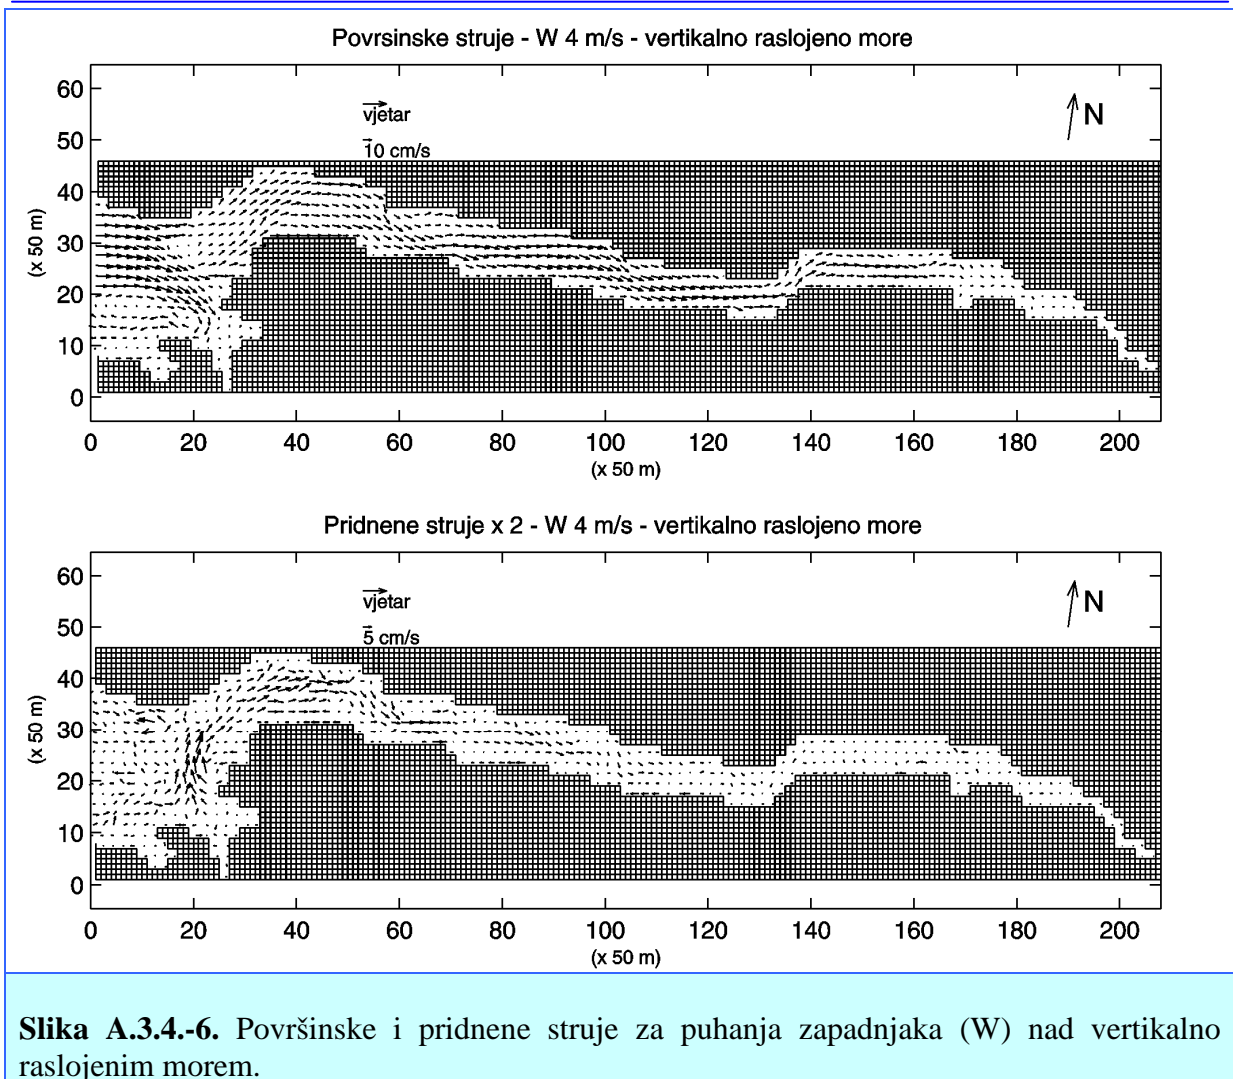 Povrsinske struje - W 4 m/s - vertikalno raslojeno more
60
50
40
30
20
10
0
(x 50 m)
vjetar
10 cm/s
N
0 20 40 60 80 100 120 140 160 180 200
(x 50 m)
Pridnene struje x 2 - W 4 m/s - vertikalno raslojeno more
60
50
40
30
20
10
0
(x 50 m)
vjetar
5 cm/s
N
0 20 40 60 80 100 120 140 160 180 200
(x 50 m)
Slika A.3.4.-6. Površinske i pridnene struje za puhanja zapadnjaka (W) nad vertikalno
raslojenim morem.